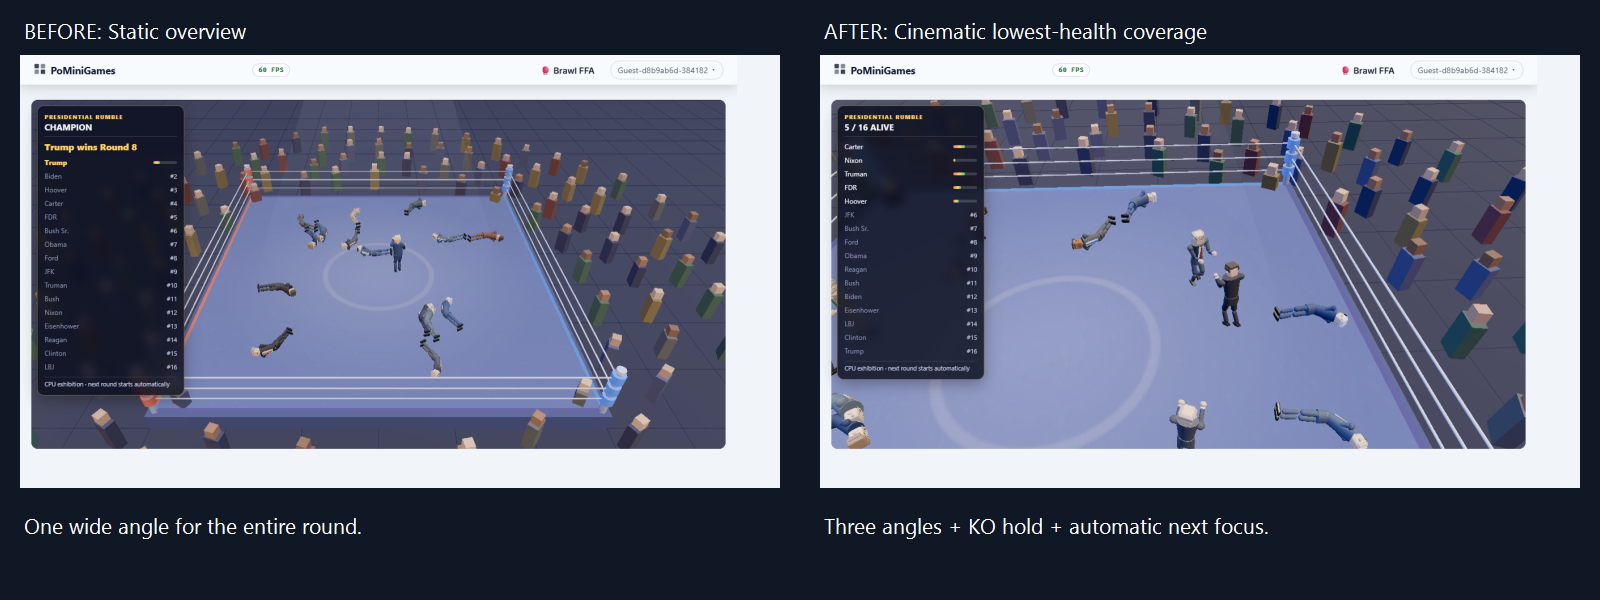 BEFORE: Static overview
PoMiniGames
60 FPS
Brawl FFA
Guest-d8b9ab6d-384182
PRESIDENTIAL RUMBLE
CHAMPION
Trump wins Round 8
Trump
Biden #2
Hoover #3
Carter #4
FDR #5
Bush Sr. #6
Obama #7
Ford #8
JFK #9
Truman #10
Bush #11
Nixon #12
Eisenhower #13
Reagan #14
Clinton #15
LBJ #16
CPU exhibition - next round starts automatically
One wide angle for the entire round.
AFTER: Cinematic lowest-health coverage
PoMiniGames
60 FPS
Brawl FFA
Guest-d8b9ab6d-384182
PRESIDENTIAL RUMBLE
5 / 16 ALIVE
Carter
Nixon
Truman
FDR
Hoover
JFK #6
Bush Sr. #7
Ford #8
Obama #9
Reagan #10
Bush #11
Biden #12
Eisenhower #13
LBJ #14
Clinton #15
Trump #16
CPU exhibition - next round starts automatically
Three angles + KO hold + automatic next focus.